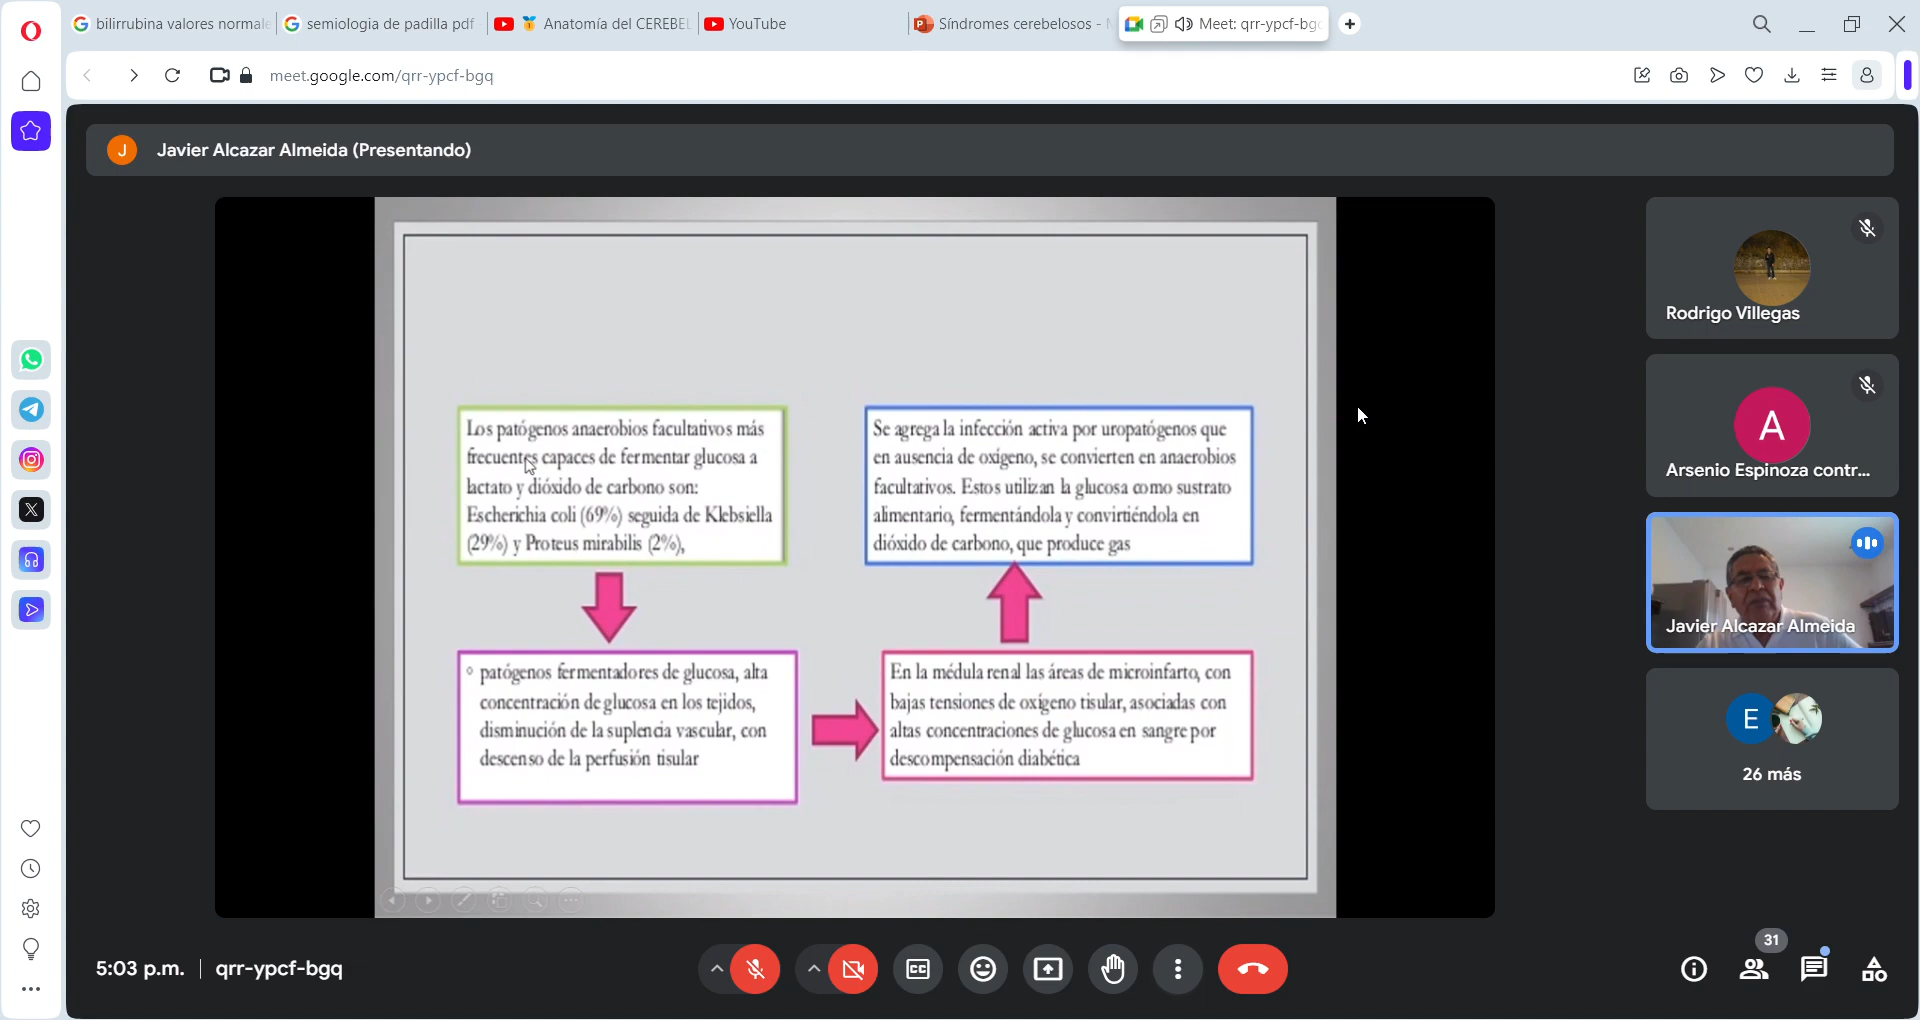 bilirrubina valores normale
semiologia de padilla pdf
Anatomía del CEREBEL
YouTube
Síndromes cerebelosos -
Meet: qrr-ypcf-bgq
meet.google.com/qrr-ypcf-bgq
J Javier Alcazar Almeida (Presentando)
Los patógenos anaerobios facultativos más
frecuentes capaces de fermentar glucosa a
lactato y dióxido de carbono son:
Escherichia coli (69%) seguida de Klebsiella
(29%) y Proteus mirabilis (2%),
Se agrega la infección activa por uropatógenos que
en ausencia de oxígeno, se convierten en anaerobios
facultativos. Estos utilizan la glucosa como sustrato
alimentario, fermentándola y convirtiéndola en
dióxido de carbono, que produce gas
patógenos fermentadores de glucosa, alta
concentración de glucosa en los tejidos,
disminución de la suplencia vascular, con
descenso de la perfusión tisular
En la médula renal las áreas de microinfarto, con
bajas tensiones de oxígeno tisular, asociadas con
altas concentraciones de glucosa en sangre por
descompensación diabética
Rodrigo Villegas
A
Arsenio Espinoza contr...
Javier Alcazar Almeida
E
26 más
5:03 p.m. | qrr-ypcf-bgq
CC
31